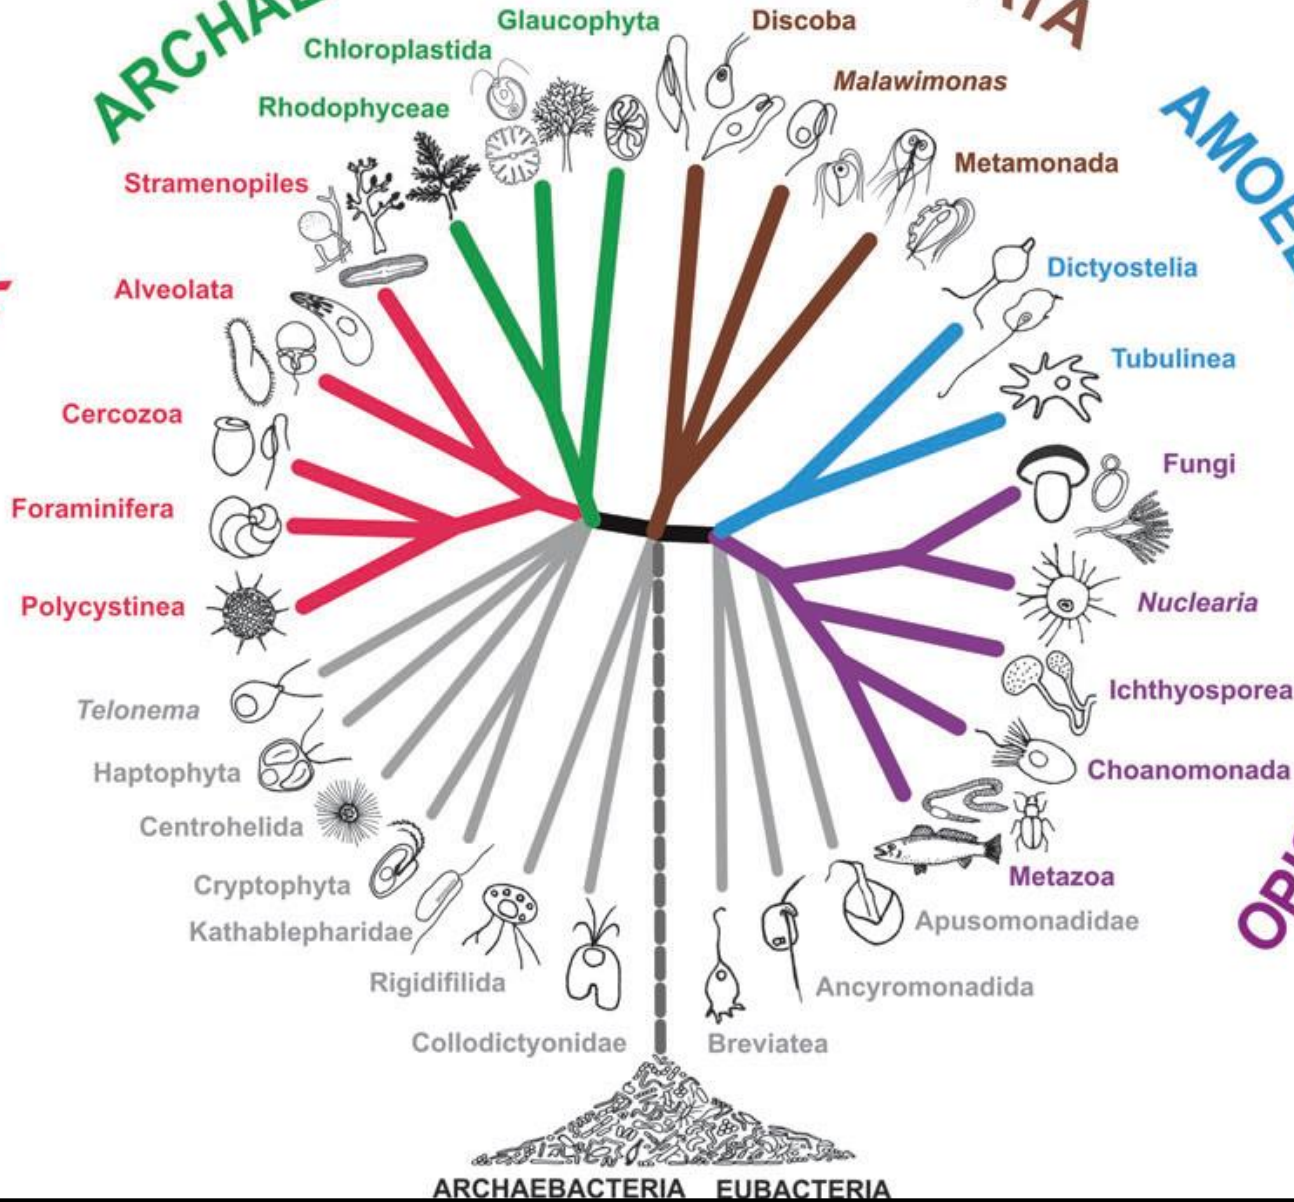 Glaucophyta
Discoba
Chloroplastida
Malawimonas
Rhodophyceae
Metamonada
Stramenopiles
Dictyostelia
Alveolata
Tubulinea
Cercozoa
Fungi
Foraminifera
Polycystinea
Nuclearia
Telonema
Ichthyosporea
Haptophyta
Choanomonada
Centrohelida
Cryptophyta
Metazoa
Kathablepharidae
Apusomonadidae
Rigidifilida
Ancyromonadida
Collodictyonidae
Breviatea
ARCHAEBACTERIA EUBACTERIA